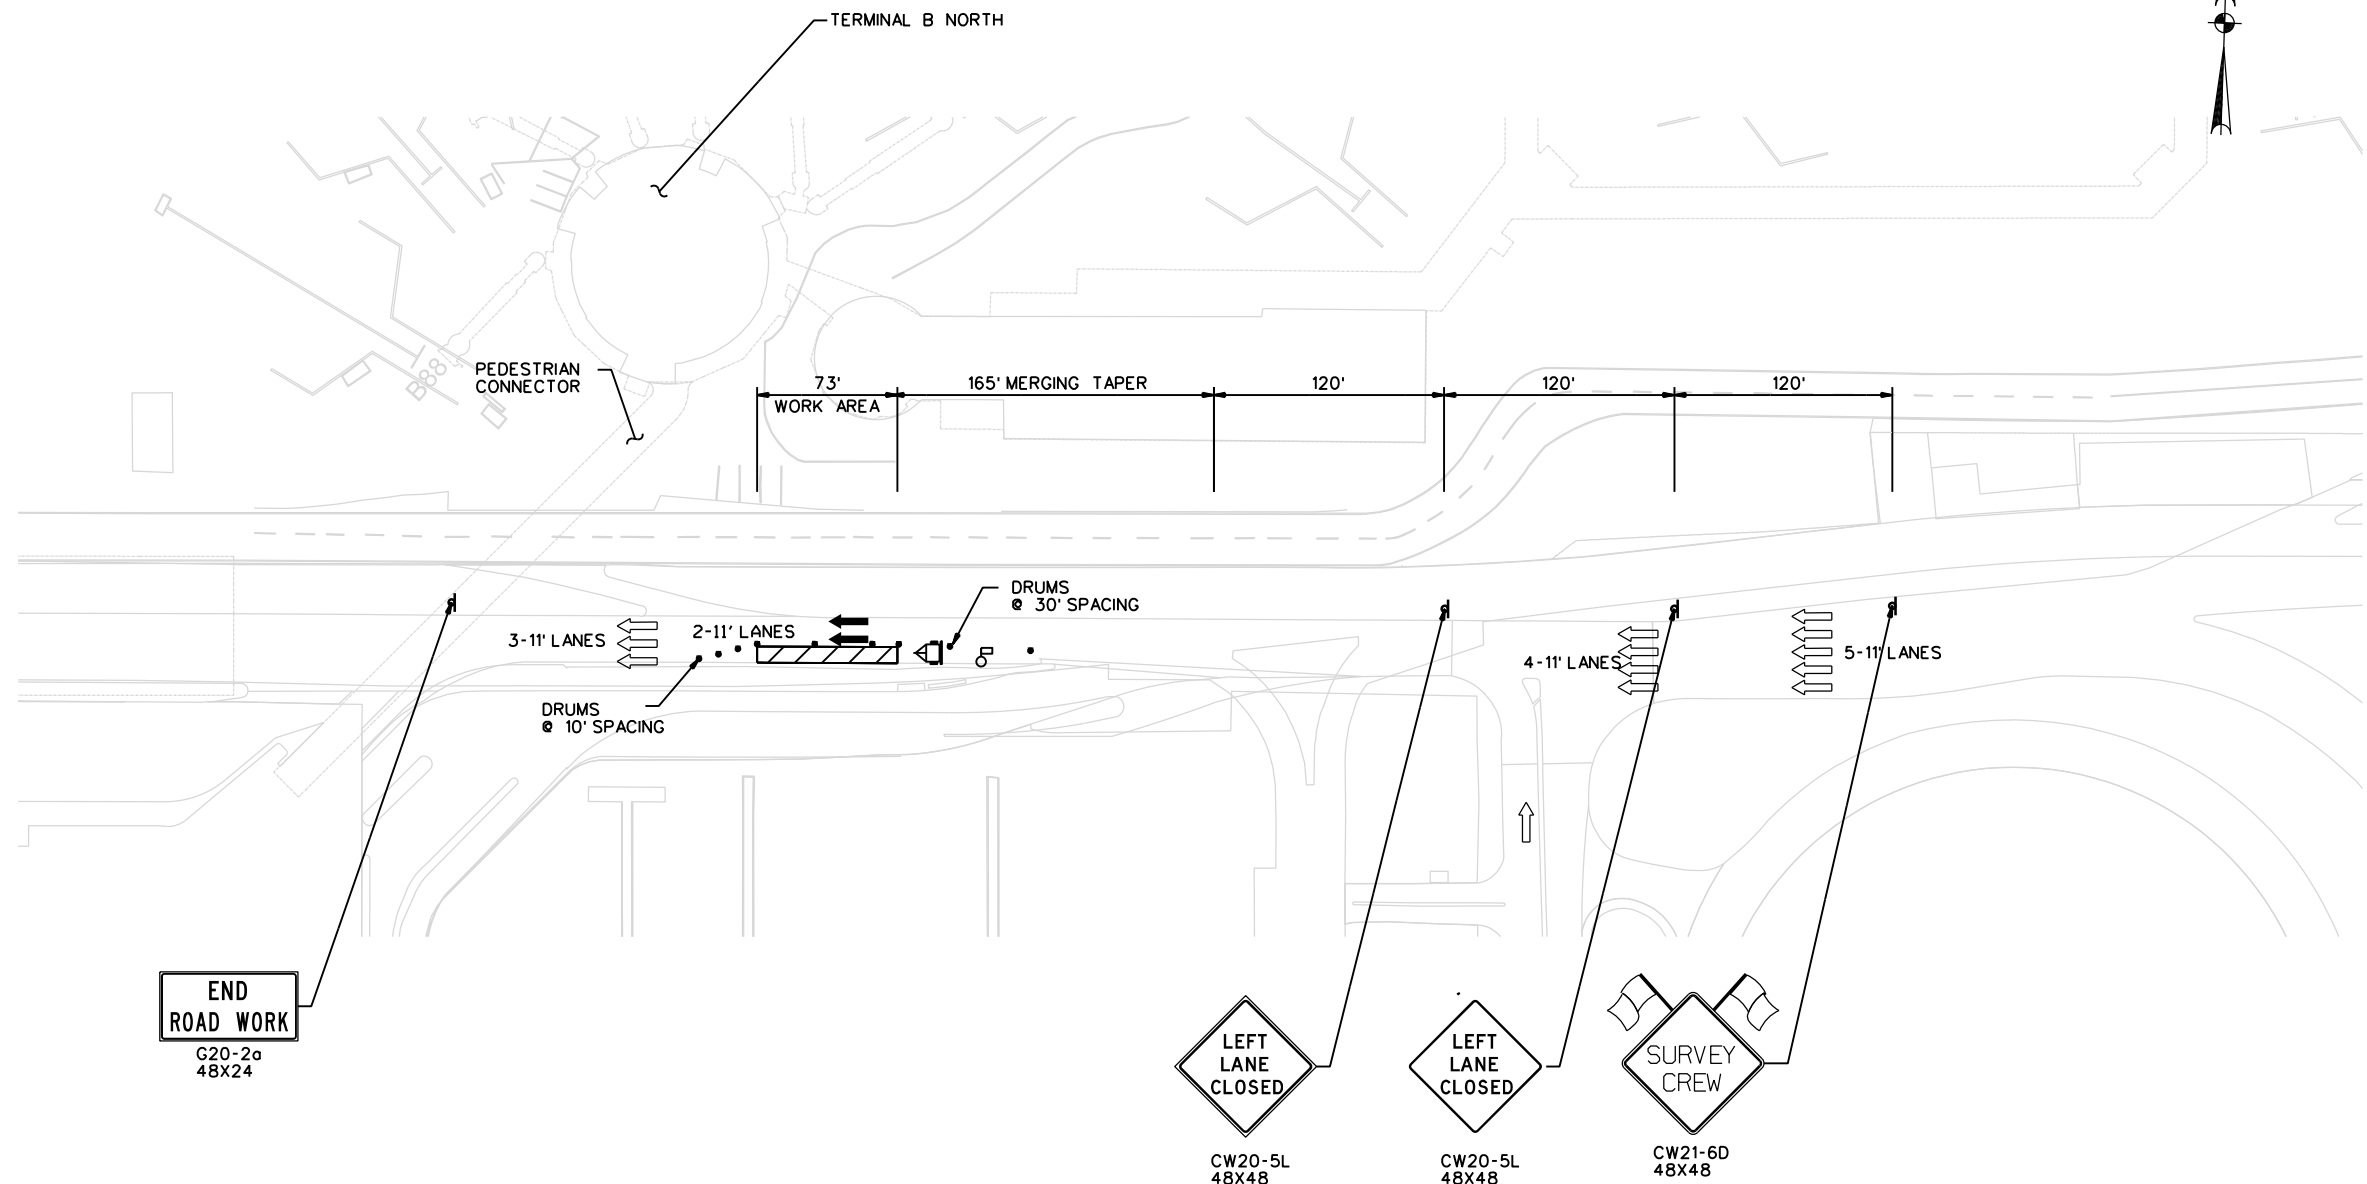 TERMINAL B NORTH
PEDESTRIAN
CONNECTOR
B88
73'
WORK AREA
165' MERGING TAPER
120'
120'
120'
DRUMS
@ 30' SPACING
3-11' LANES
2-11' LANES
4-11' LANES
5-11' LANES
DRUMS
@ 10' SPACING
END
ROAD WORK
G20-2a
48X24
LEFT
LANE
CLOSED
CW20-5L
48X48
LEFT
LANE
CLOSED
CW20-5L
48X48
SURVEY
CREW
CW21-6D
48X48